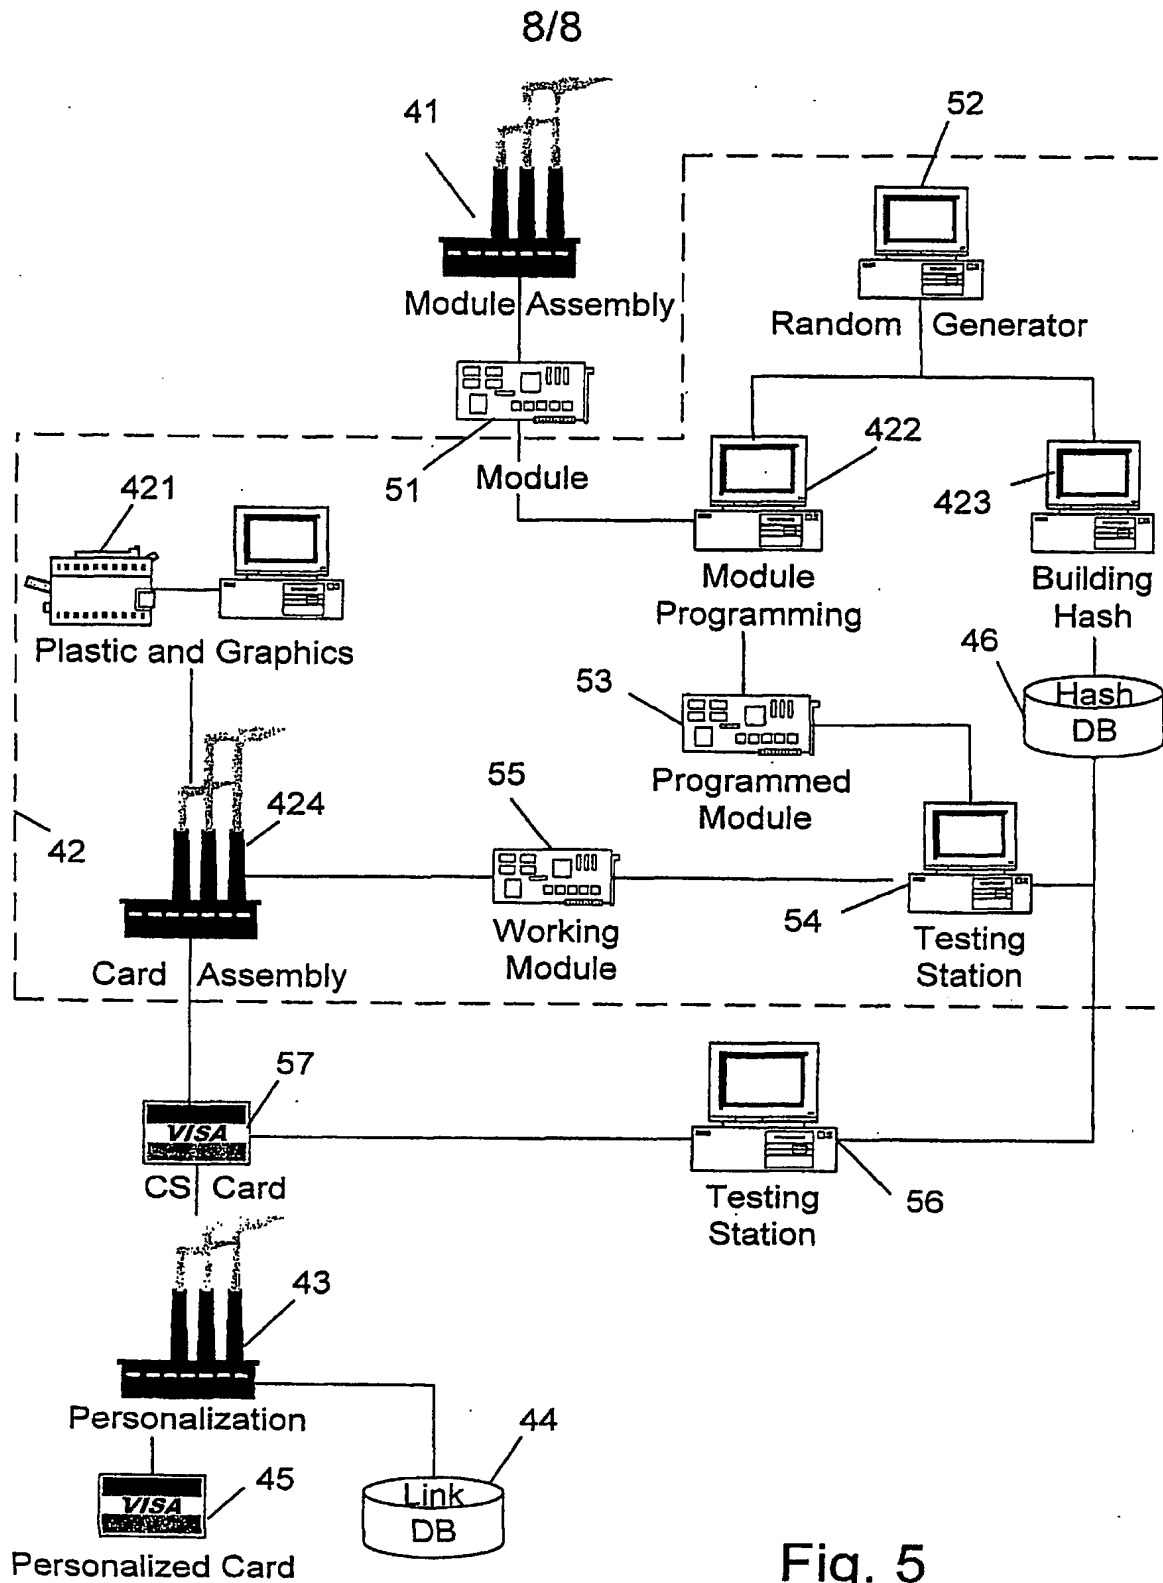 8/8
41
52
Module Assembly
Random Generator
422
51
Module
421
423
Module
Programming
Building
Hash
Plastic and Graphics
46
53
Hash
DB
55
Programmed
Module
424
42
54
Working
Module
Testing
Station
Card Assembly
57
VISA
CS Card
Testing
Station
56
43
Personalization
44
45
VISA
Link
DB
Personalized Card
Fig. 5